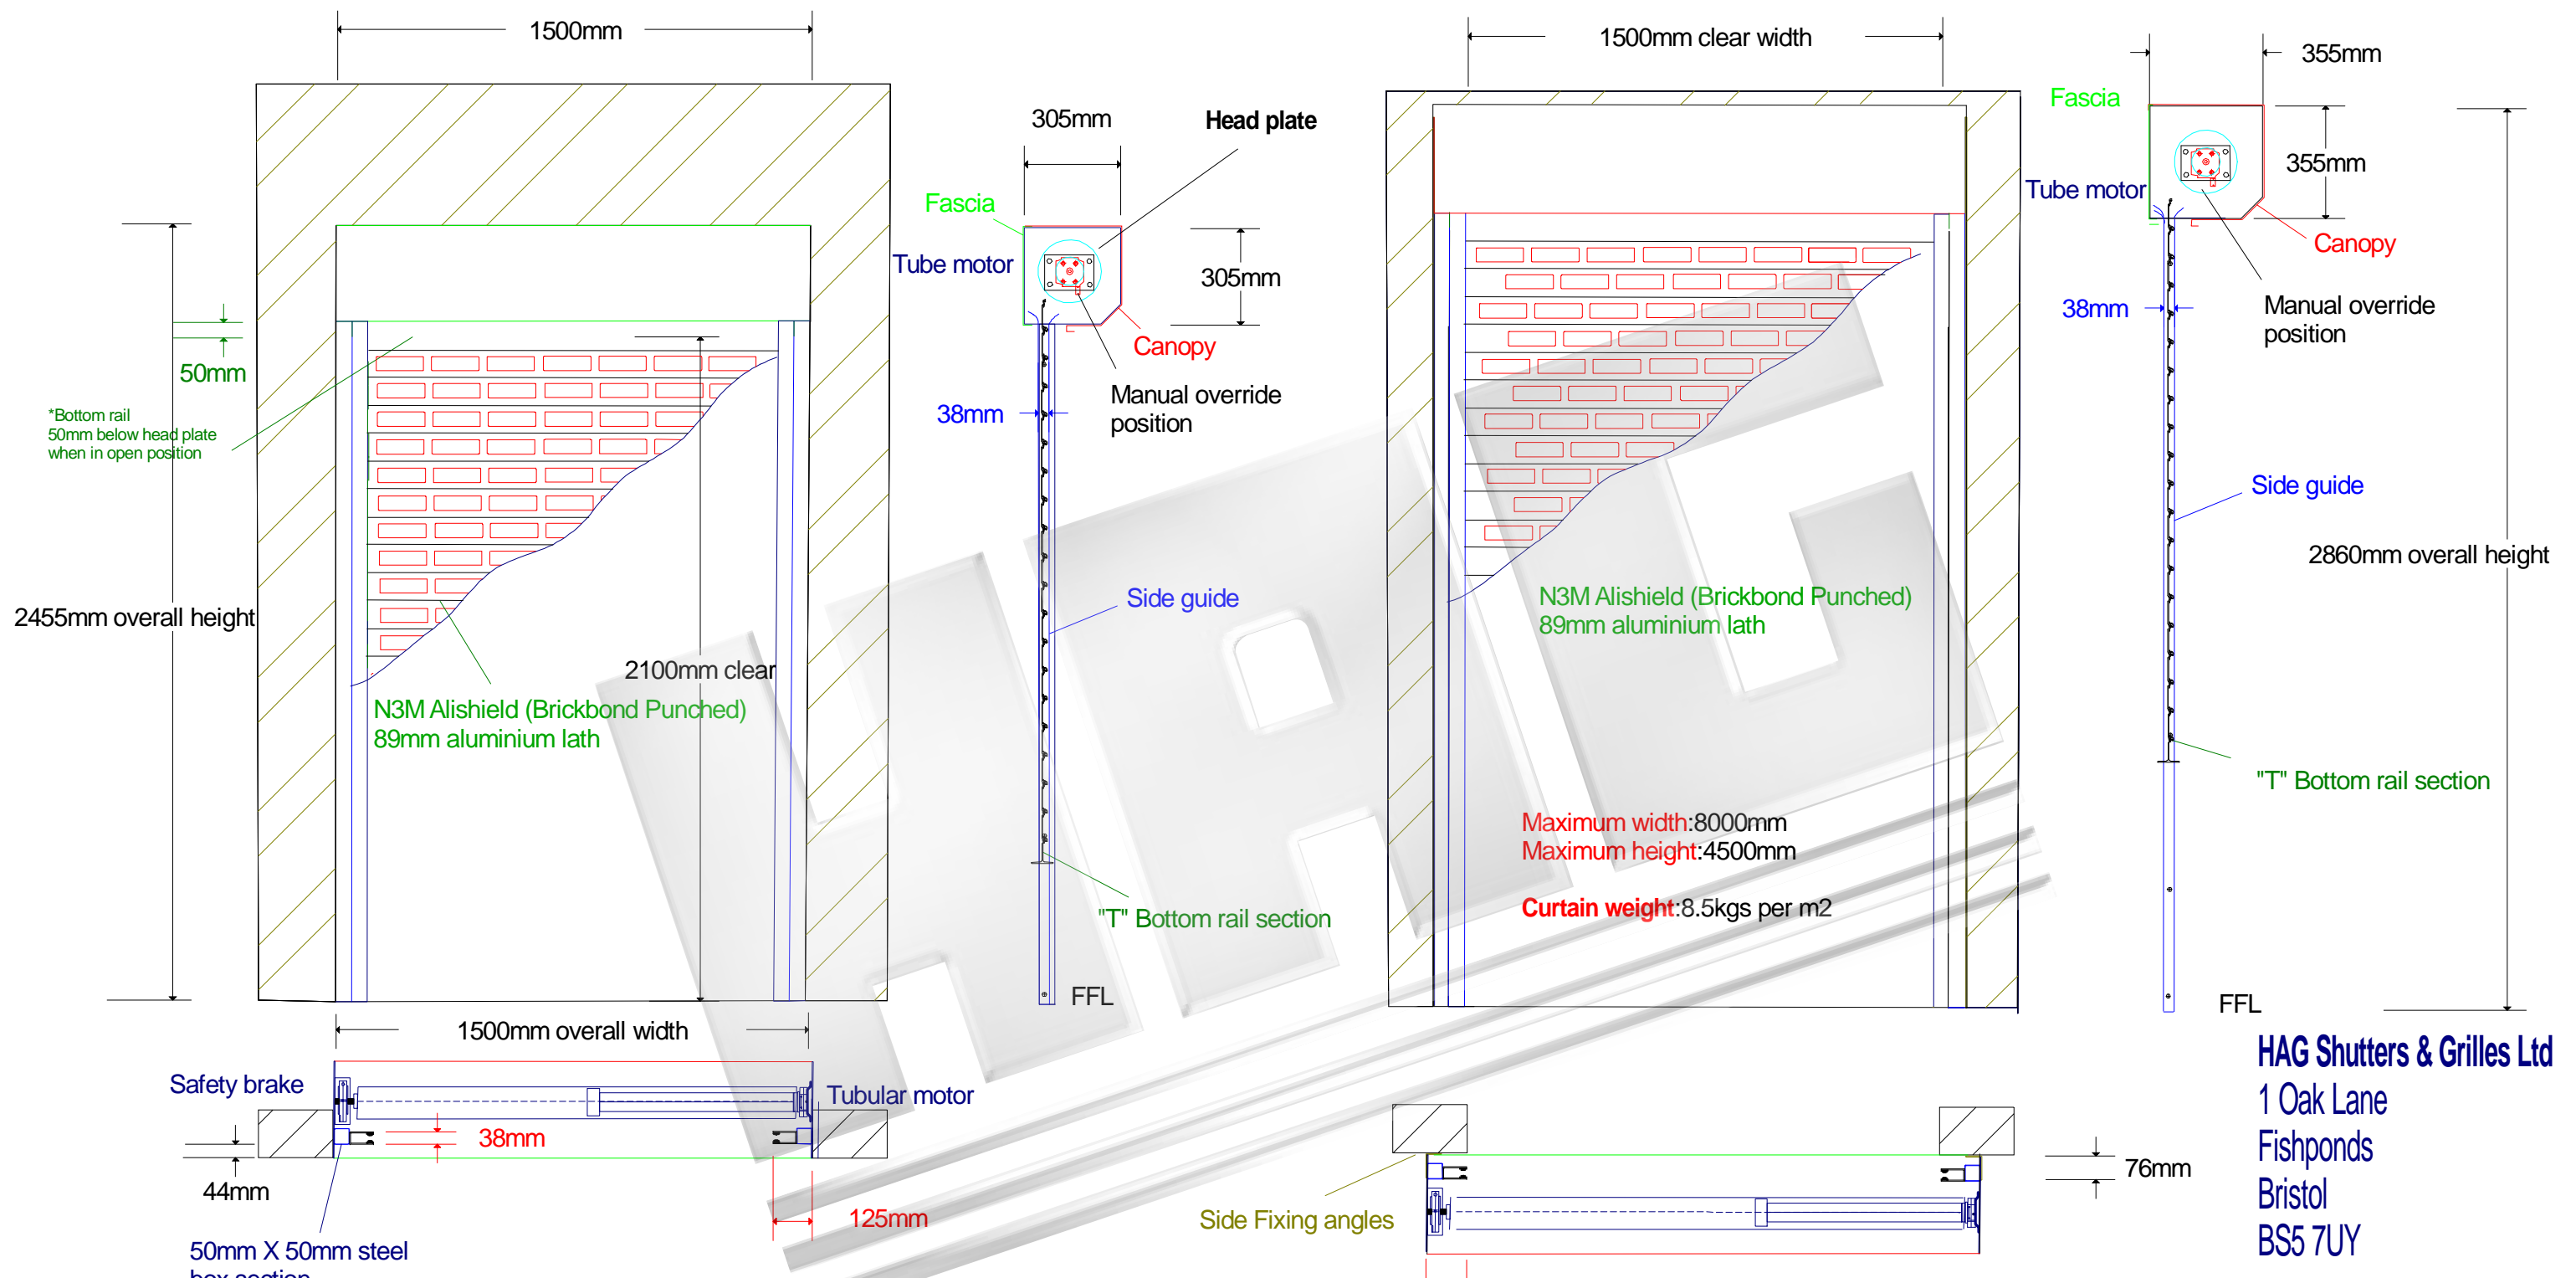 1500mm
1500mm clear width
355mm
Fascia
305mm
Head plate
355mm
Tube motor
Fascia
Canopy
Tube motor
305mm
Manual override
position
38mm
Canopy
50mm
Manual override
position
38mm
*Bottom rail
50mm below head plate
when in open position
Side guide
2860mm overall height
2455mm overall height
Side guide
N3M Alishield (Brickbond Punched)
89mm aluminium lath
2100mm clear
N3M Alishield (Brickbond Punched)
89mm aluminium lath
"T" Bottom rail section
Maximum width:8000mm
Maximum height:4500mm
Curtain weight:8.5kgs per m2
"T" Bottom rail section
FFL
FFL
1500mm overall width
HAG Shutters & Grilles Ltd
1 Oak Lane
Fishponds
Bristol
BS5 7UY
Safety brake
Tubular motor
38mm
44mm
125mm
76mm
Side Fixing angles
50mm X 50mm steel
box section
HAG